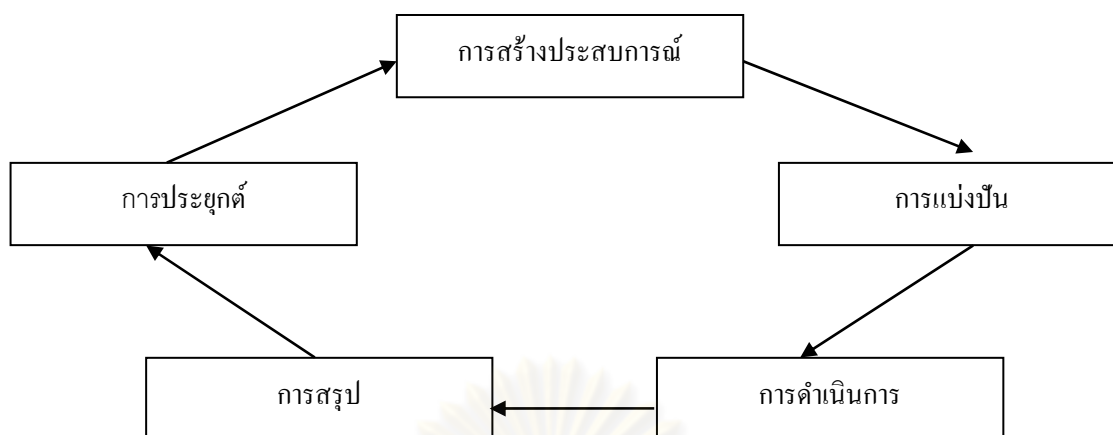 การสร้างประสบการณ์
การประยุกต์
การแบ่งปัน
การสรุป
การดำเนินการ